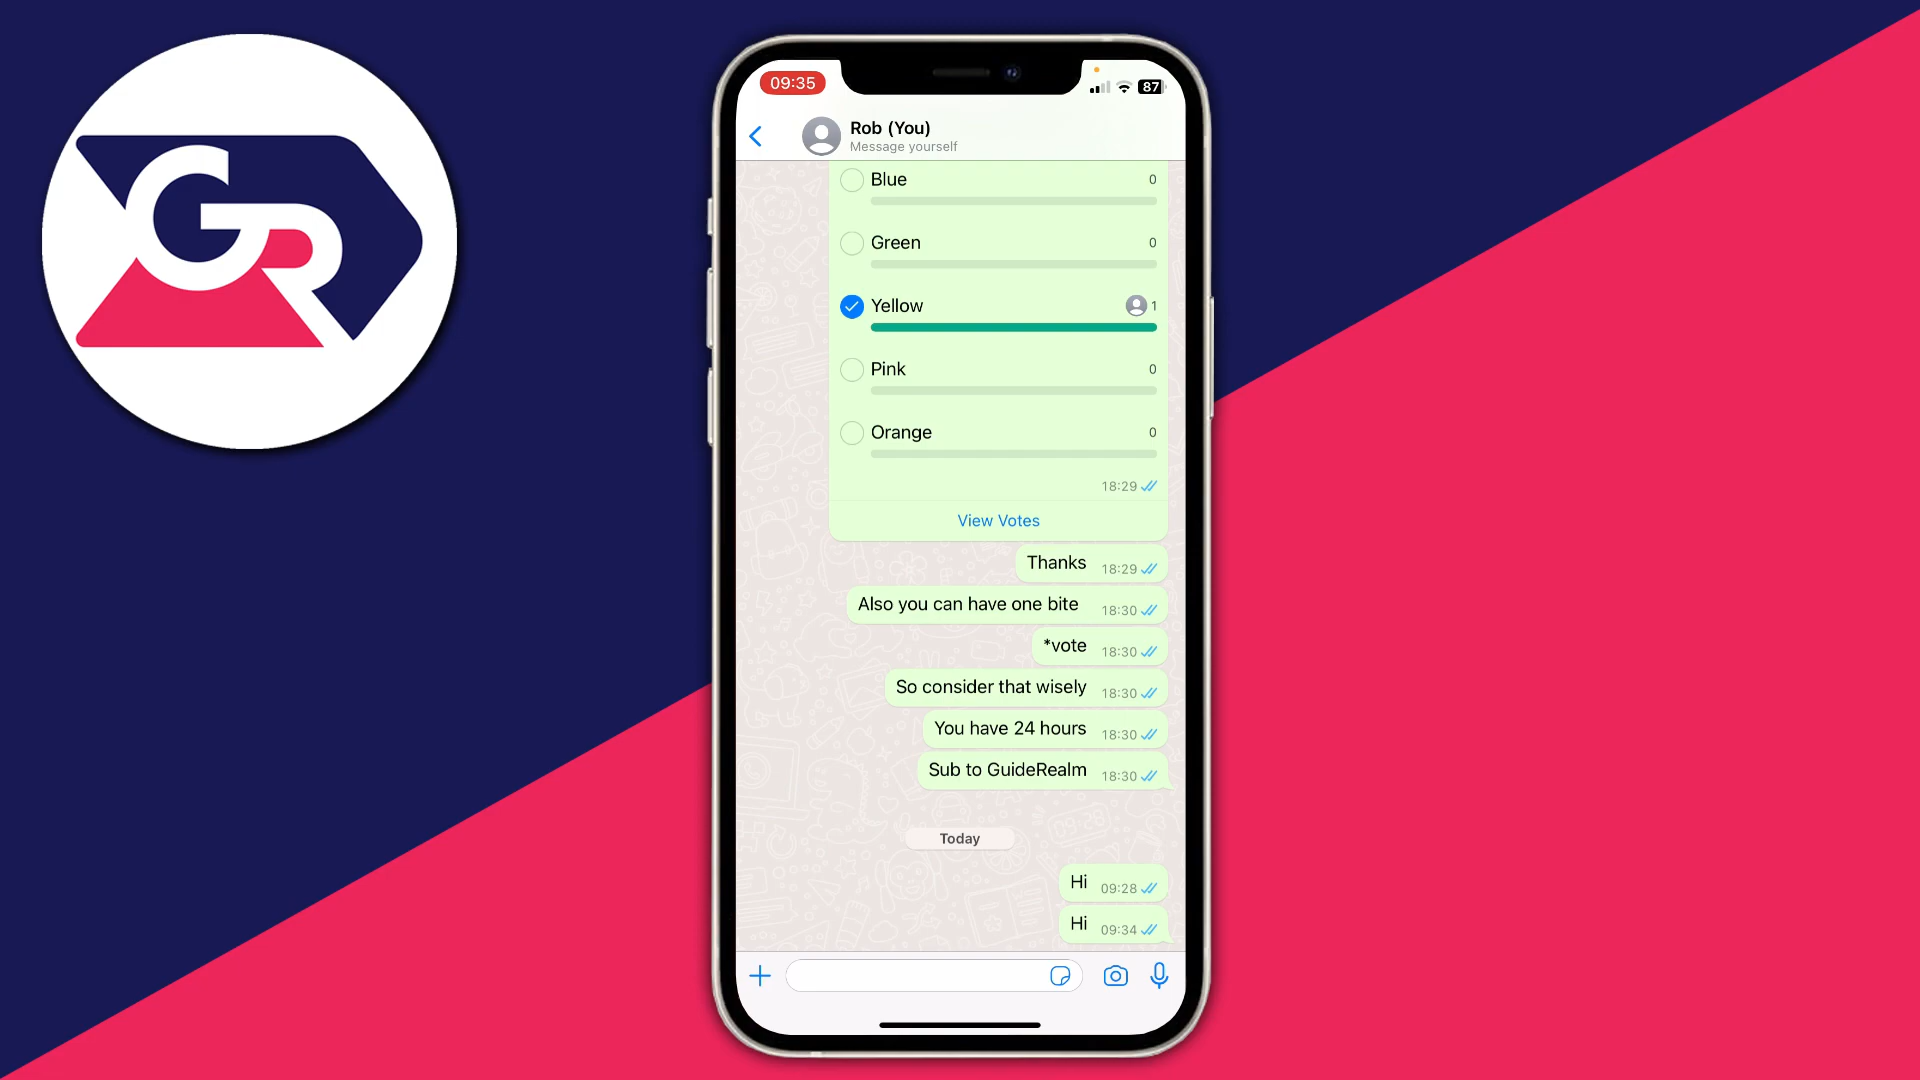 GR
09:35
87
Rob (You)
Message yourself
Blue 0
Green 0
Yellow 1
Pink 0
Orange 0
18:29
View Votes
Thanks 18:29
Also you can have one bite 18:30
*vote 18:30
So consider that wisely 18:30
You have 24 hours 18:30
Sub to GuideRealm 18:30
Today
Hi 09:28
Hi 09:34